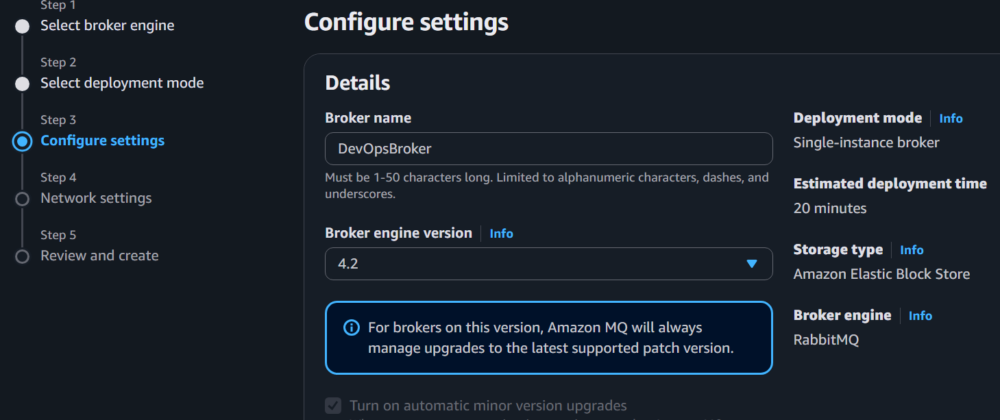 Step 1
Select broker engine
Step 2
Select deployment mode
Step 3
Configure settings
Step 4
Network settings
Step 5
Review and create
Configure settings
Details
Broker name
DevOpsBroker
Must be 1-50 characters long. Limited to alphanumeric characters, dashes, and
underscores.
Broker engine version
Info
4.2
For brokers on this version, Amazon MQ will always
manage upgrades to the latest supported patch version.
Turn on automatic minor version upgrades
Deployment mode
Info
Single-instance broker
Estimated deployment time
20 minutes
Storage type
Info
Amazon Elastic Block Store
Broker engine
Info
RabbitMQ